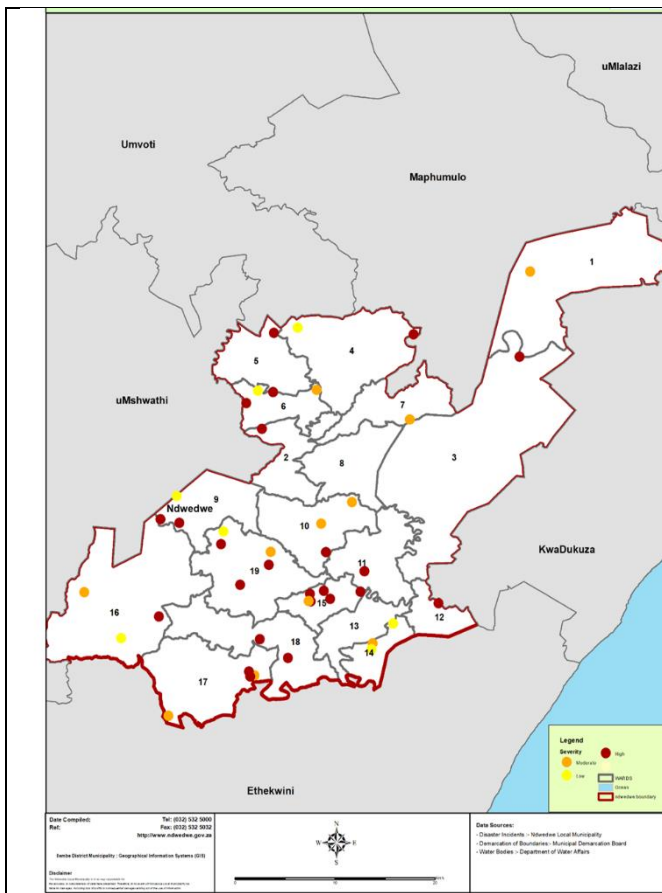 uMlalazi
Umvoti
Maphumulo
1
5
4
uMshwathi
6
7
2
8
3
9
Ndwedwe
10
KwaDukuza
19
11
16
15
12
13
18
14
17
Ethekwini
Legend
Severity
High
Moderate
Low
WARDS
Ocean
Ndwedwe boundary
Date Compiled:
Tel: (032) 532 5000
Ref:
Fax: (032) 532 5032
http://www.ndwedwe.gov.za
Ilembe District Municipality : Geographical Information Systems (GIS)
Disclaimer
N
W
E
S
Data Sources:
- Disaster Incidents :- Ndwedwe Local Municipality
- Demarcation of Boundaries:- Municipal Demarcation Board
- Water Bodies :- Department of Water Affairs